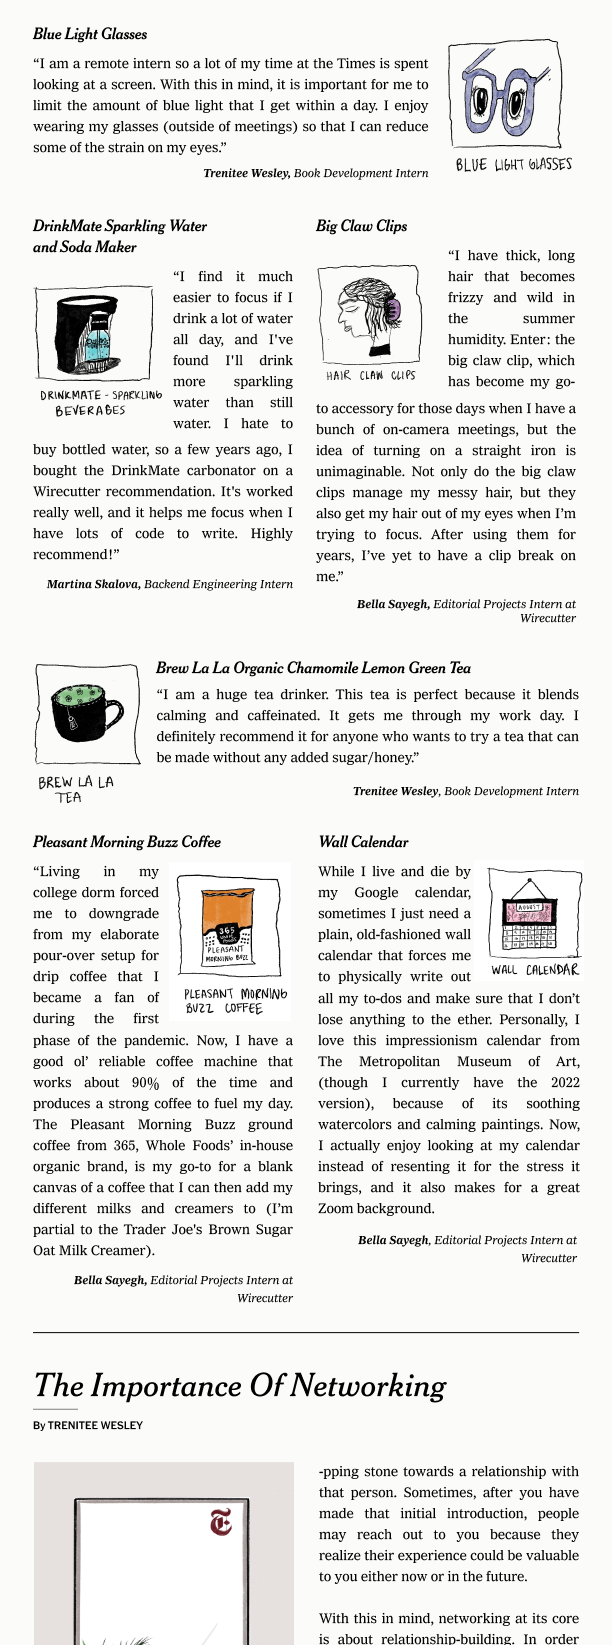 Blue Light Glasses
“I am a remote intern so a lot of my time at the Times is spent
looking at a screen. With this in mind, it is important for me to
limit the amount of blue light that I get within a day. I enjoy
wearing my glasses (outside of meetings) so that I can reduce
some of the strain on my eyes.”
Trenitee Wesley, Book Development Intern
BLUE LIGHT GLASSES
DrinkMate Sparkling Water
and Soda Maker
“I find it much
easier to focus if I
drink a lot of water
all day, and I've
found I'll drink
more sparkling
water than still
water. I hate to
DRINKMATE - SPARKLING
BEVERAGES
buy bottled water, so a few years ago, I
bought the DrinkMate carbonator on a
Wirecutter recommendation. It's worked
really well, and it helps me focus when I
have lots of code to write. Highly
recommend!”
Martina Skalova, Backend Engineering Intern
Big Claw Clips
“I have thick, long
hair that becomes
frizzy and wild in
the summer
humidity. Enter: the
big claw clip, which
has become my go-
HAIR CLAW CLIPS
to accessory for those days when I have a
bunch of on-camera meetings, but the
idea of turning on a straight iron is
unimaginable. Not only do the big claw
clips manage my messy hair, but they
also get my hair out of my eyes when I’m
trying to focus. After using them for
years, I’ve yet to have a clip break on
me.”
Bella Sayegh, Editorial Projects Intern at
Wirecutter
Brew La La Organic Chamomile Lemon Green Tea
“I am a huge tea drinker. This tea is perfect because it blends
calming and caffeinated. It gets me through my work day. I
definitely recommend it for anyone who wants to try a tea that can
be made without any added sugar/honey.”
Trenitee Wesley, Book Development Intern
BREW LA LA
TEA
Pleasant Morning Buzz Coffee
“Living in my
college dorm forced
me to downgrade
from my elaborate
pour-over setup for
drip coffee that I
became a fan of
during the first
365
WHOLE
FOODS
PLEASANT
MORNING BUZZ
PLEASANT MORNING
BUZZ COFFEE
phase of the pandemic. Now, I have a
good ol’ reliable coffee machine that
works about 90% of the time and
produces a strong coffee to fuel my day.
The Pleasant Morning Buzz ground
coffee from 365, Whole Foods’ in-house
organic brand, is my go-to for a blank
canvas of a coffee that I can then add my
different milks and creamers to (I’m
partial to the Trader Joe's Brown Sugar
Oat Milk Creamer).
Bella Sayegh, Editorial Projects Intern at
Wirecutter
Wall Calendar
While I live and die by
my Google calendar,
sometimes I just need a
plain, old-fashioned wall
calendar that forces me
to physically write out
AUGUST
WALL CALENDAR
all my to-dos and make sure that I don’t
lose anything to the ether. Personally, I
love this impressionism calendar from
The Metropolitan Museum of Art,
(though I currently have the 2022
version), because of its soothing
watercolors and calming paintings. Now,
I actually enjoy looking at my calendar
instead of resenting it for the stress it
brings, and it also makes for a great
Zoom background.
Bella Sayegh, Editorial Projects Intern at
Wirecutter
The Importance Of Networking
By TRENITEE WESLEY
T
-pping stone towards a relationship with
that person. Sometimes, after you have
made that initial introduction, people
may reach out to you because they
realize their experience could be valuable
to you either now or in the future.
With this in mind, networking at its core
is about relationship-building. In order